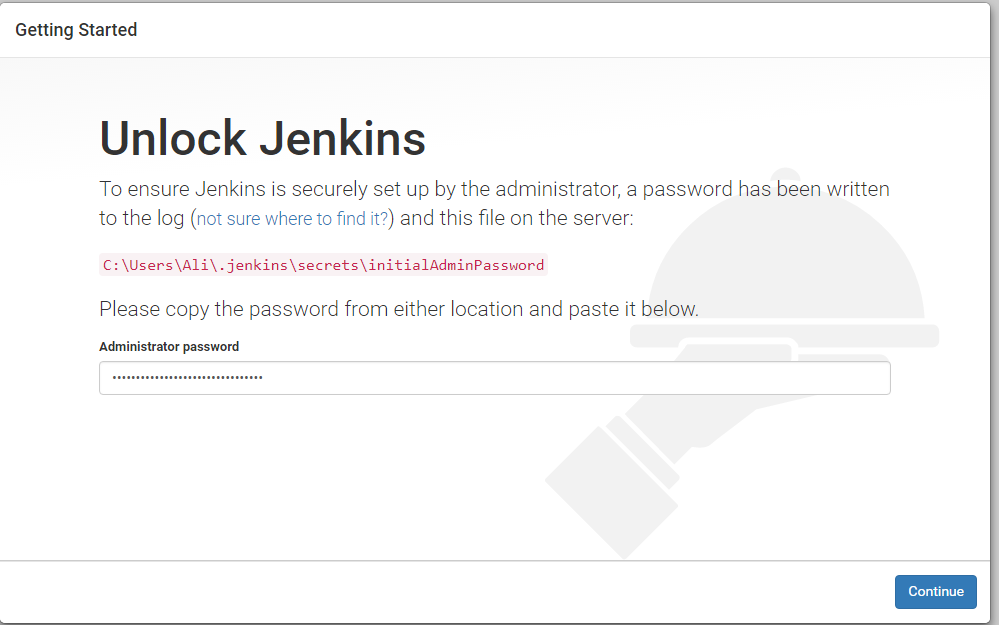 Getting Started
Unlock Jenkins
To ensure Jenkins is securely set up by the administrator, a password has been written
to the log (not sure where to find it?) and this file on the server:
C:\Users\Ali\.jenkins\secrets\initialAdminPassword
Please copy the password from either location and paste it below.
Administrator password
••••••••••••••••••••••••••••••••
Continue